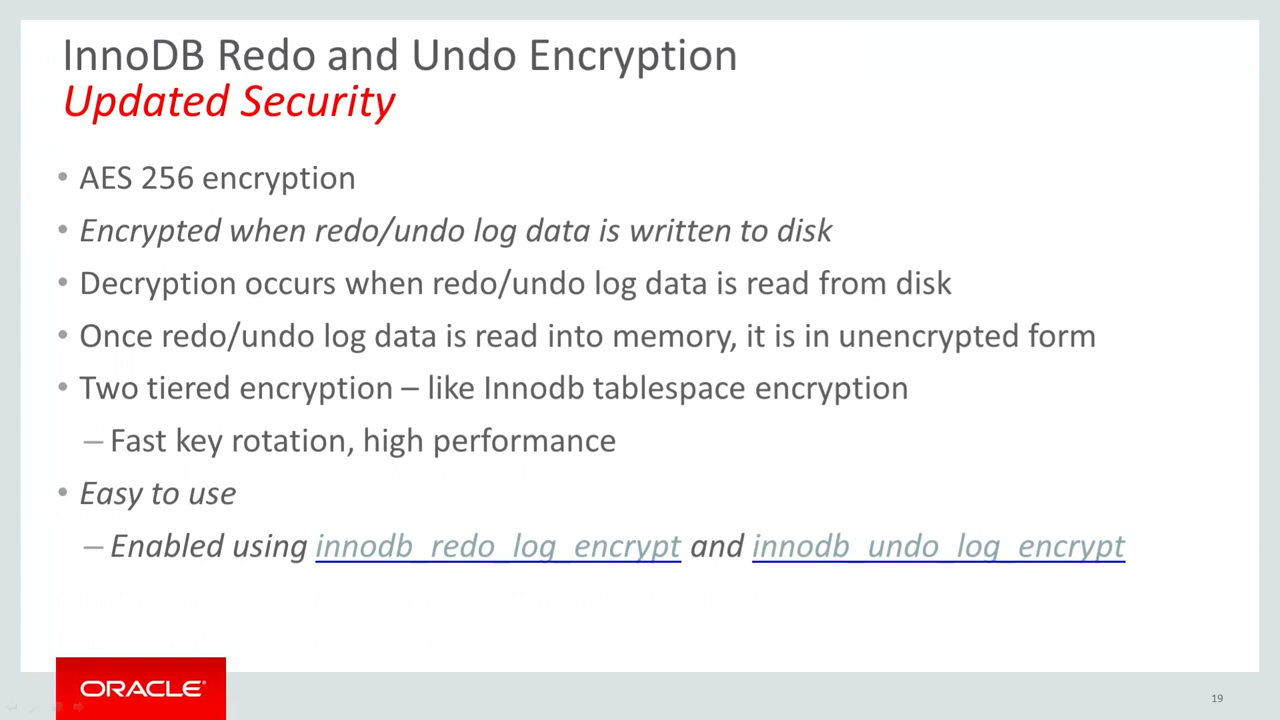 InnoDB Redo and Undo Encryption
Updated Security
• AES 256 encryption
• Encrypted when redo/undo log data is written to disk
• Decryption occurs when redo/undo log data is read from disk
• Once redo/undo log data is read into memory, it is in unencrypted form
• Two tiered encryption – like Innodb tablespace encryption
– Fast key rotation, high performance
• Easy to use
– Enabled using innodb_redo_log_encrypt and innodb_undo_log_encrypt
ORACLE®
19